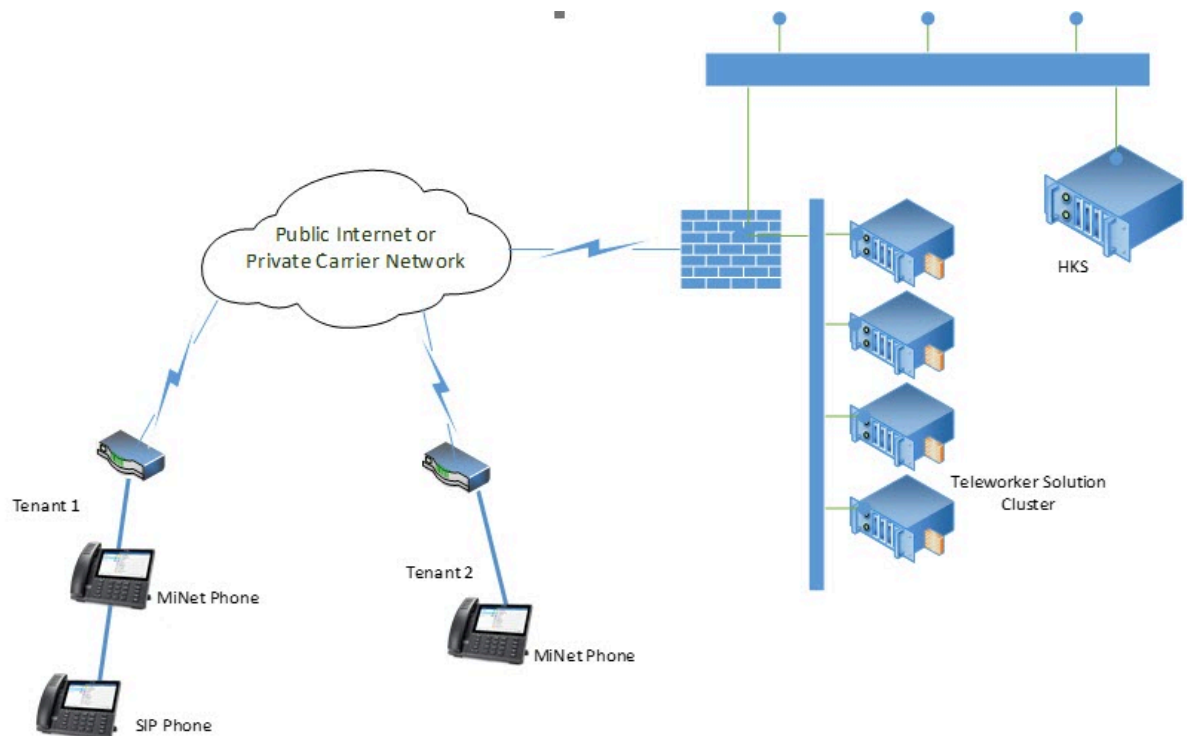 Public Internet or
Private Carrier Network
HKS
Teleworker Solution
Cluster
Tenant 1
MiNet Phone
SIP Phone
Tenant 2
MiNet Phone